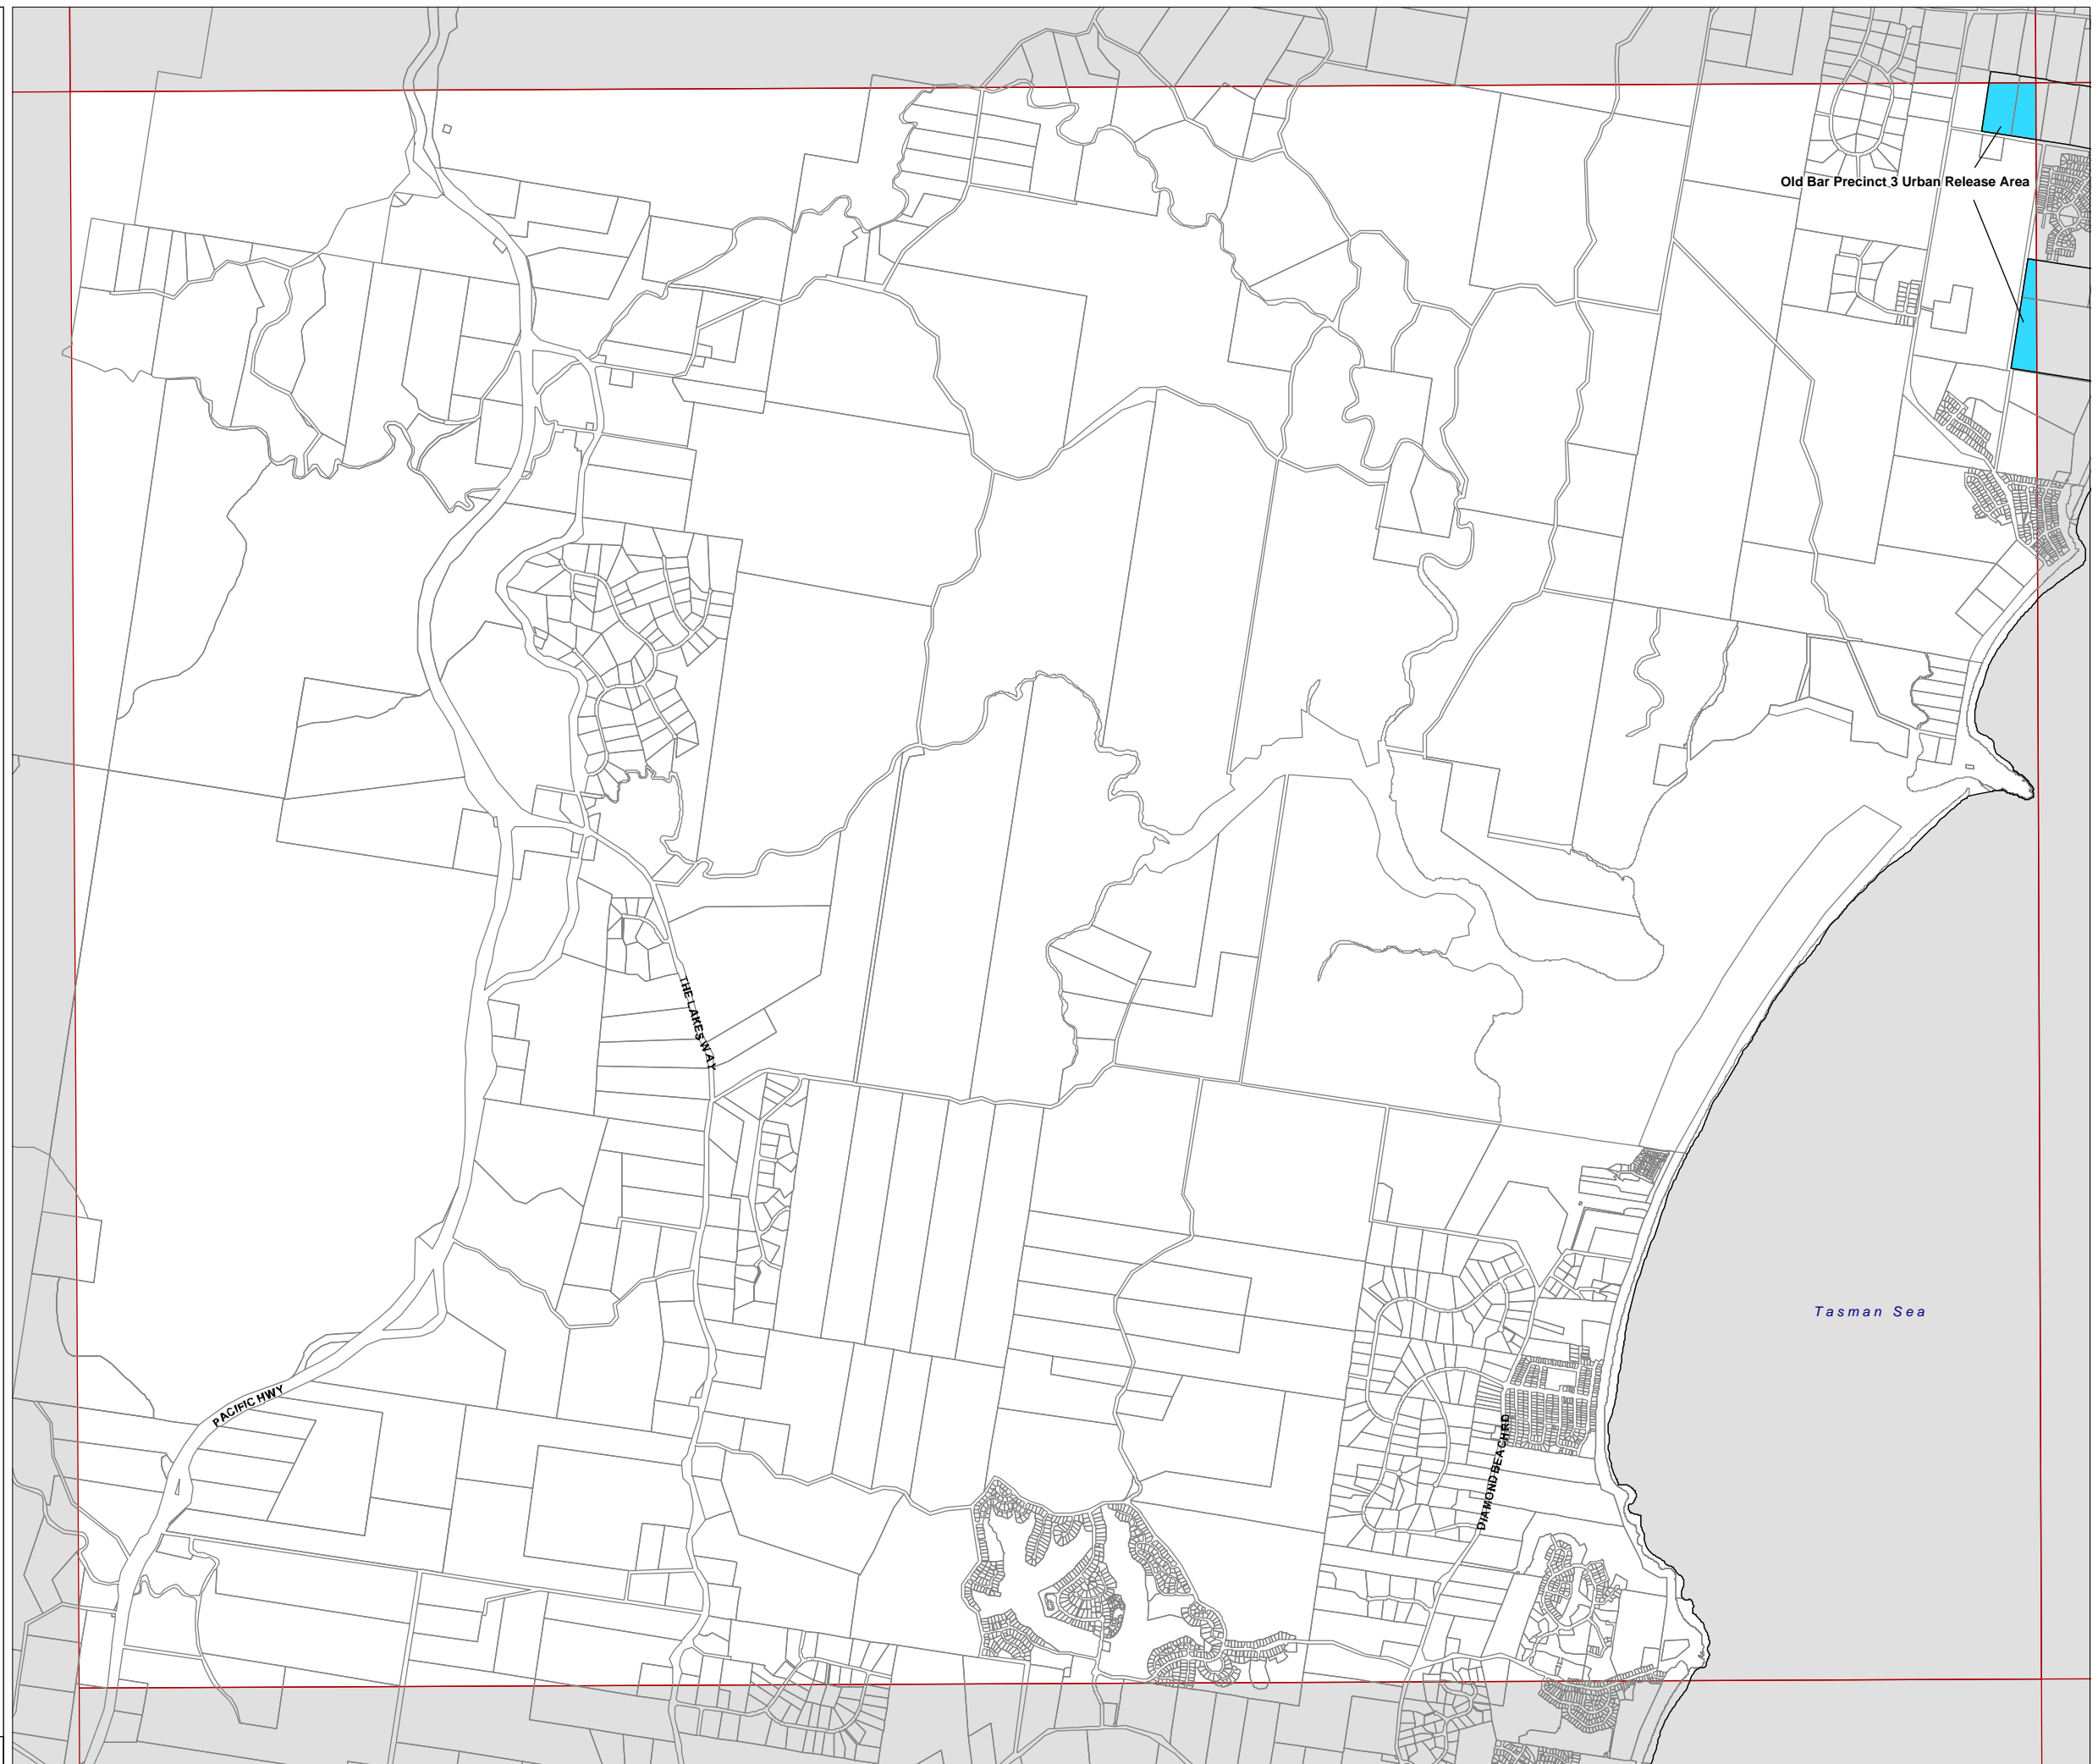 Old Bar Precinct 3 Urban Release Area
THE LAKES WAY
Tasman Sea
PACIFIC HWY
DIAMOND BEACH RD